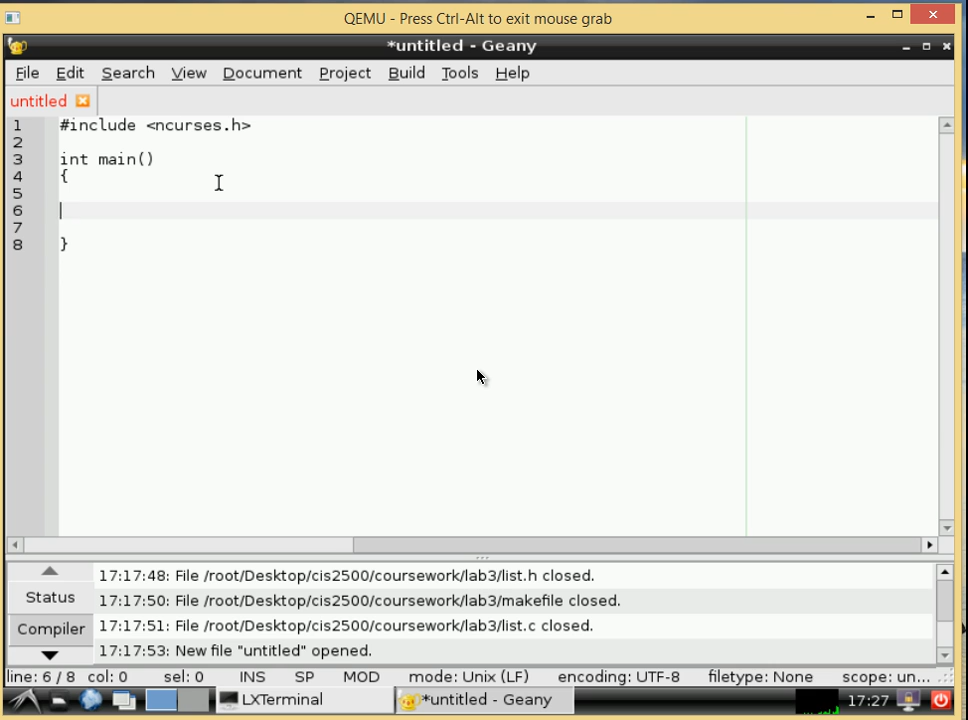 QEMU - Press Ctrl-Alt to exit mouse grab
*untitled - Geany
File Edit Search View Document Project Build Tools Help
untitled
1 #include <ncurses.h>
2
3 int main()
4 {
5
6
7
8 }
Status
Compiler
17:17:48: File /root/Desktop/cis2500/coursework/lab3/list.h closed.
17:17:50: File /root/Desktop/cis2500/coursework/lab3/makefile closed.
17:17:51: File /root/Desktop/cis2500/coursework/lab3/list.c closed.
17:17:53: New file "untitled" opened.
line: 6 / 8 col: 0 sel: 0 INS SP MOD mode: Unix (LF) encoding: UTF-8 filetype: None scope: un...
LXTerminal *untitled - Geany 17:27